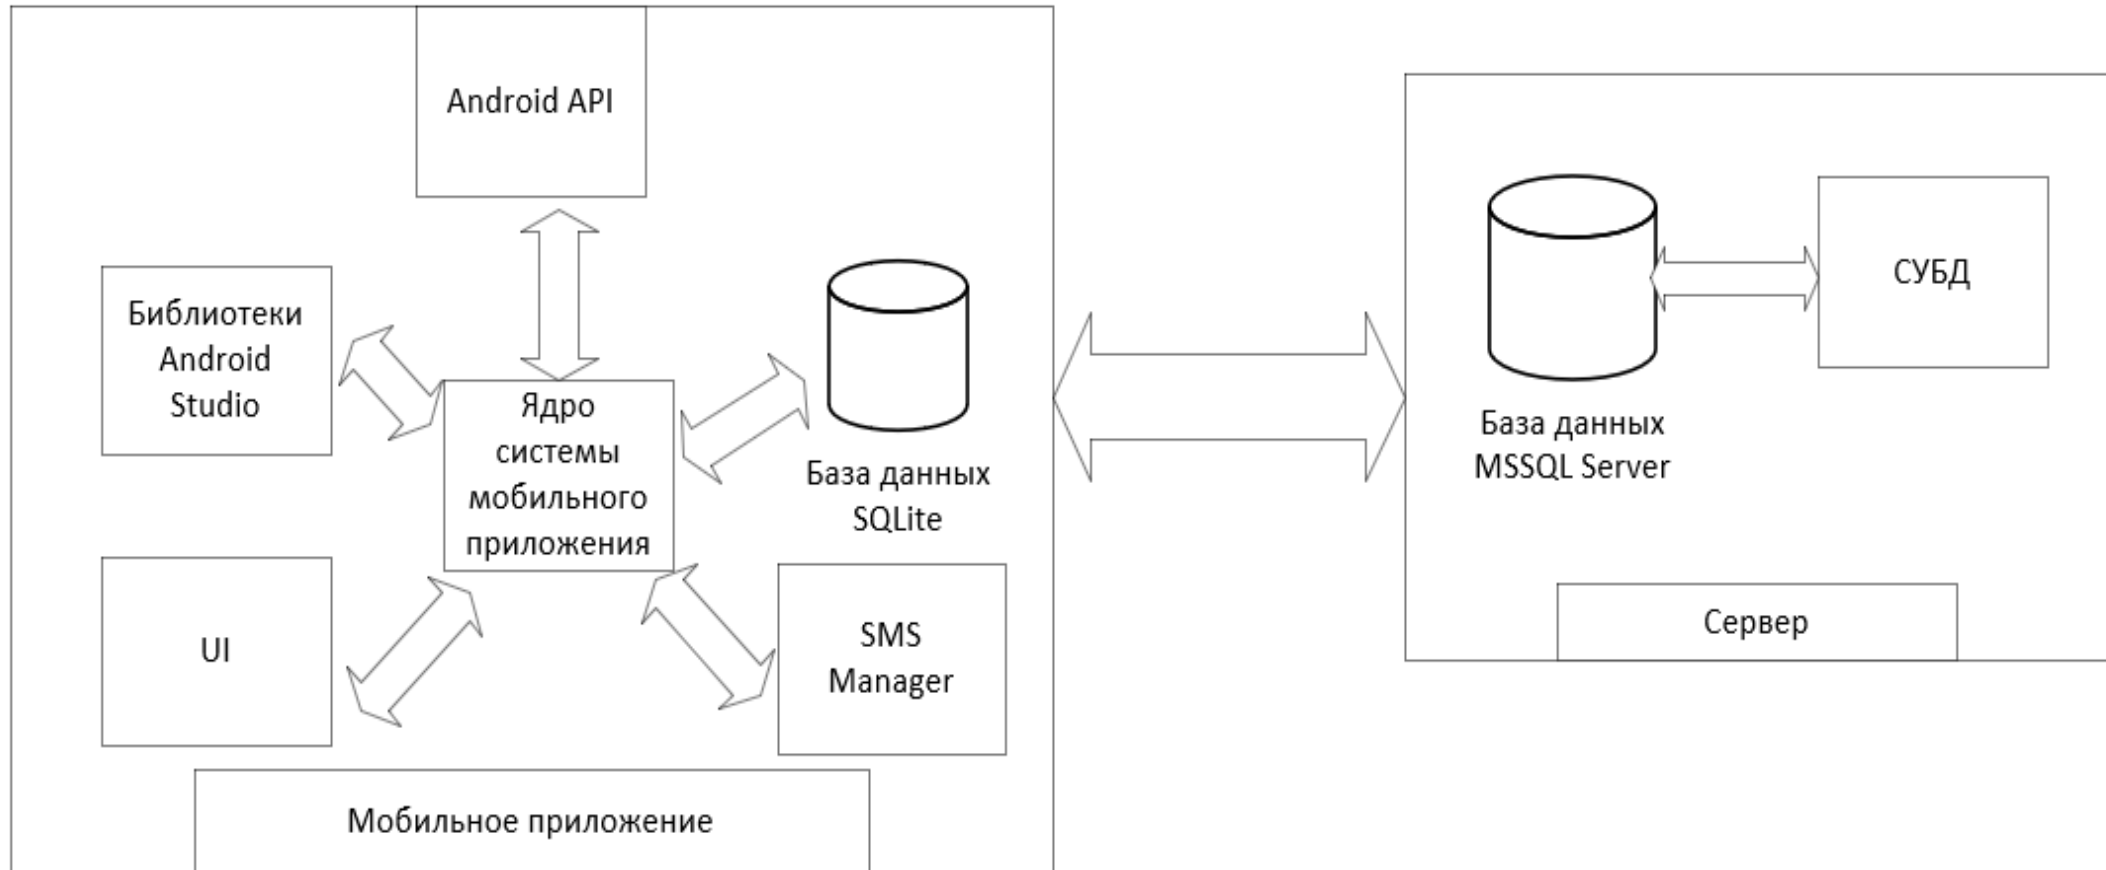 Android API
Библиотеки
Android
Studio
Ядро
системы
мобильного
приложения
База данных
SQLite
UI
SMS
Manager
Мобильное приложение
СУБД
База данных
MSSQL Server
Сервер